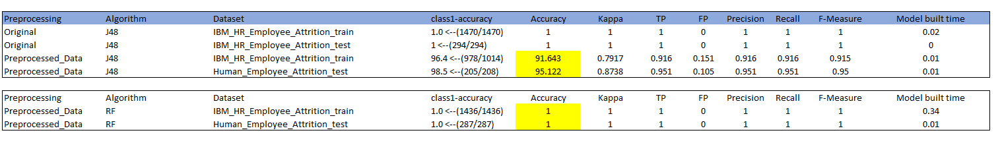 Preprocessing Algorithm Dataset class1-accuracy Accuracy Kappa TP FP Precision Recall F-Measure Model built time
Original J48 IBM_HR_Employee_Attrition_train 1.0 <--(1470/1470) 1 1 1 0 1 1 1 0.02
Original J48 IBM_HR_Employee_Attrition_test 1 <--(294/294) 1 1 1 0 1 1 1 0
Preprocessed_Data J48 IBM_HR_Employee_Attrition_train 96.4 <--(978/1014) 91.643 0.7917 0.916 0.151 0.916 0.916 0.915 0.01
Preprocessed_Data J48 Human_Employee_Attrition_test 98.5 <--(205/208) 95.122 0.8738 0.951 0.105 0.951 0.951 0.95 0.01
Preprocessing Algorithm Dataset class1-accuracy Accuracy Kappa TP FP Precision Recall F-Measure Model built time
Preprocessed_Data RF IBM_HR_Employee_Attrition_train 1.0 <--(1436/1436) 1 1 1 0 1 1 1 0.34
Preprocessed_Data RF Human_Employee_Attrition_test 1.0 <--(287/287) 1 1 1 0 1 1 1 0.01